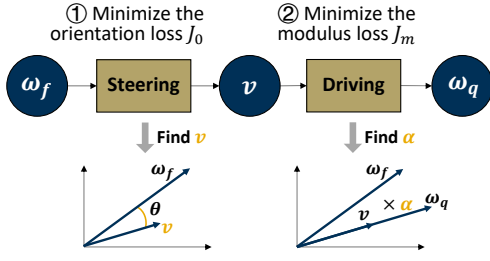 ① Minimize the
orientation loss J₀
② Minimize the
modulus loss Jₘ
ω_f
Steering
v
Driving
ω_q
Find v
Find α
ω_f
θ
v
ω_f
× α
ω_q
v